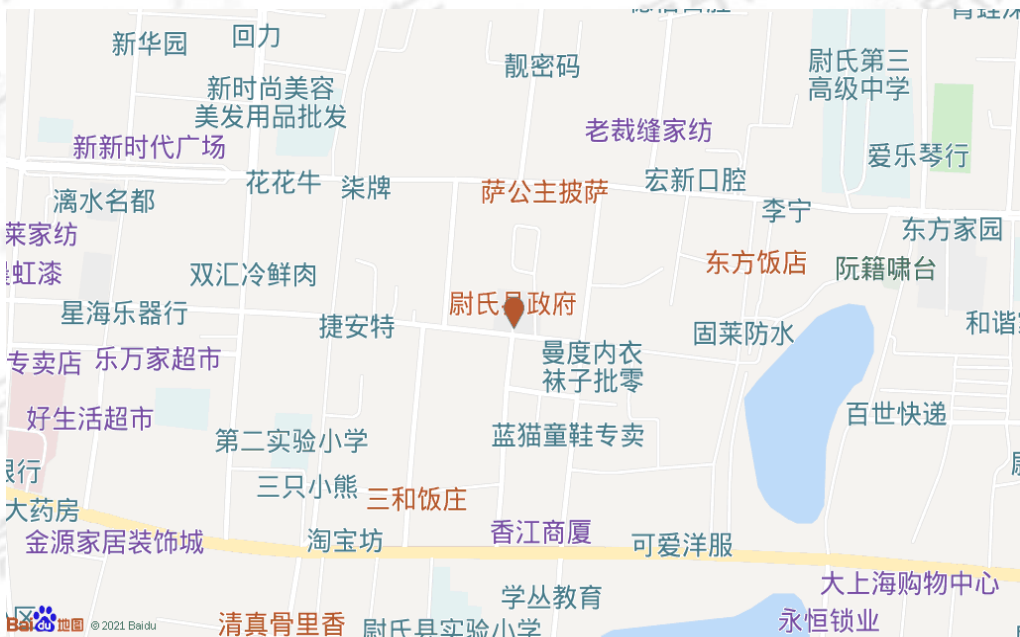 新华园
回力
靓密码
尉氏第三
高级中学
新时尚美容
美发用品批发
老裁缝家纺
新新时代广场
爱乐琴行
花花牛
柒牌
萨公主披萨
宏新口腔
漓水名都
李宁
东方家园
莱家纺
虹漆
双汇冷鲜肉
东方饭店
阮籍啸台
尉氏县政府
星海乐器行
捷安特
固莱防水
和谐
专卖店
乐万家超市
曼度内衣
袜子批零
好生活超市
百世快递
第二实验小学
蓝猫童鞋专卖
银行
三只小熊
三和饭庄
大药房
金源家居装饰城
淘宝坊
香江商厦
可爱洋服
学丛教育
大上海购物中心
永恒锁业
区
Bai du 地图 © 2021 Baidu
清真骨里香
尉氏县实验小学